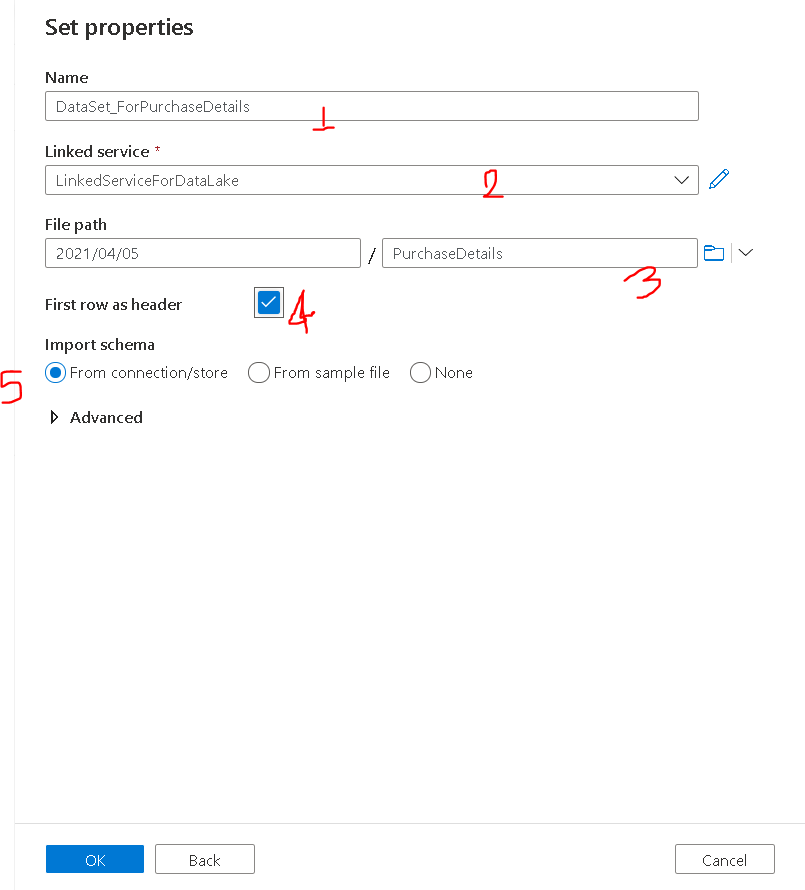 Set properties
Name
DataSet_ForPurchaseDetails
1
Linked service *
LinkedServiceForDataLake
2
File path
2021/04/05 / PurchaseDetails
3
First row as header
4
Import schema
5
From connection/store From sample file None
Advanced
OK Back Cancel